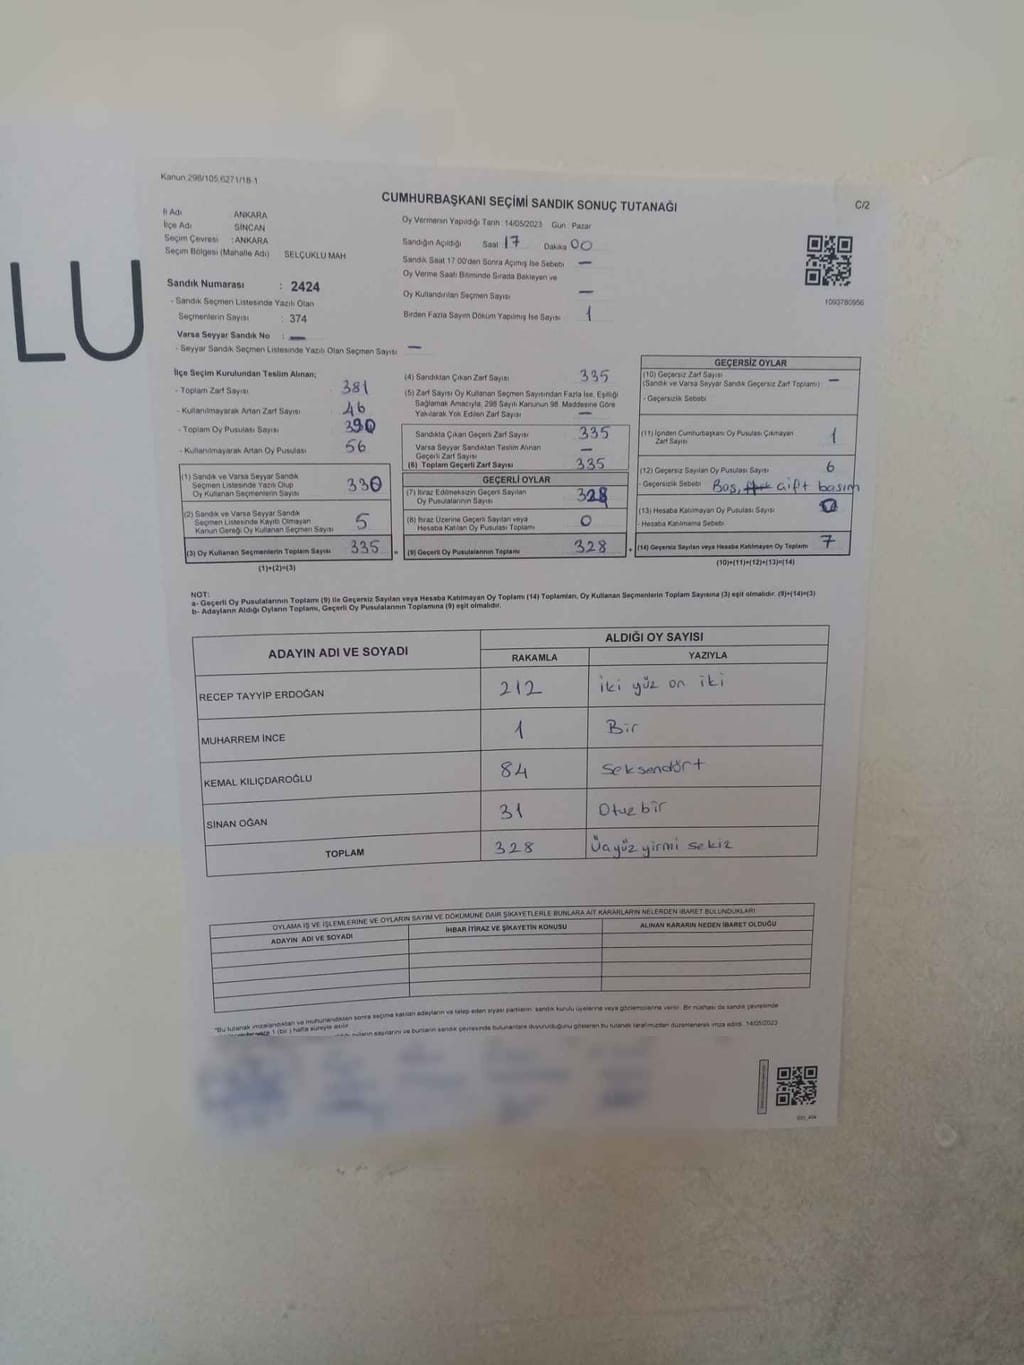 LU
Kanun.298/105,6271/18-1
CUMHURBAŞKANI SEÇİMİ SANDIK SONUÇ TUTANAĞI
C/2
İl Adı ANKARA
İlçe Adı SİNCAN
Seçim Çevresi : ANKARA
Seçim Bölgesi (Mahalle Adı) SELÇUKLU MAH
Sandık Numarası : 2424
- Sandık Seçmen Listesinde Yazılı Olan
Seçmenlerin Sayısı : 374
Varsa Seyyar Sandık No : —
- Seyyar Sandık Seçmen Listesinde Yazılı Olan Seçmen Sayısı —
Oy Vermenin Yapıldığı Tarih: 14/05/2023 Gün: Pazar
Sandığın Açıldığı Saat 17 Dakika 00
Sandık Saat 17.00'den Sonra Açılmış İse Sebebi —
Oy Verme Saati Bitiminde Sırada Bekleyen ve
Oy Kullandırılan Seçmen Sayısı —
Birden Fazla Sayım Döküm Yapılmış İse Sayısı 1
1093780956
İlçe Seçim Kurulundan Teslim Alınan;
- Toplam Zarf Sayısı 381
- Kullanılmayarak Artan Zarf Sayısı 46
- Toplam Oy Pusulası Sayısı 390
- Kullanılmayarak Artan Oy Pusulası 56
(1) Sandık ve Varsa Seyyar Sandık
Seçmen Listesinde Yazılı Olup
Oy Kullanan Seçmenlerin Sayısı 330
(2) Sandık ve Varsa Seyyar Sandık
Seçmen Listesinde Kayıtlı Olmayan
Kanun Gereği Oy Kullanan Seçmen Sayısı 5
(3) Oy Kullanan Seçmenlerin Toplam Sayısı 335
(1)+(2)=(3)
(4) Sandıktan Çıkan Zarf Sayısı 335
(5) Zarf Sayısı Oy Kullanan Seçmen Sayısından Fazla İse, Eşitliği
Sağlamak Amacıyla, 298 Sayılı Kanunun 98. Maddesine Göre
Yakılarak Yok Edilen Zarf Sayısı —
Sandıkta Çıkan Geçerli Zarf Sayısı 335
Varsa Seyyar Sandıktan Teslim Alınan
Geçerli Zarf Sayısı —
(6) Toplam Geçerli Zarf Sayısı 335
GEÇERLİ OYLAR
(7) İtiraz Edilmeksizin Geçerli Sayılan
Oy Pusulalarının Sayısı 328
(8) İtiraz Üzerine Geçerli Sayılan veya
Hesaba Katılan Oy Pusulası Toplamı 0
= (9) Geçerli Oy Pusulalarının Toplamı 328
GEÇERSİZ OYLAR
(10) Geçersiz Zarf Sayısı
(Sandık ve Varsa Seyyar Sandık Geçersiz Zarf Toplamı) —
- Geçersizlik Sebebi
(11) İçinden Cumhurbaşkanı Oy Pusulası Çıkmayan
Zarf Sayısı 1
(12) Geçersiz Sayılan Oy Pusulası Sayısı 6
- Geçersizlik Sebebi Boş, çift basım
(13) Hesaba Katılmayan Oy Pusulası Sayısı
- Hesaba Katılmama Sebebi
+ (14) Geçersiz Sayılan veya Hesaba Katılmayan Oy Toplamı 7
(10)+(11)+(12)+(13)=(14)
NOT:
a- Geçerli Oy Pusulalarının Toplamı (9) ile Geçersiz Sayılan veya Hesaba Katılmayan Oy Toplamı (14) Toplamları, Oy Kullanan Seçmenlerin Toplam Sayısına (3) eşit olmalıdır. (9)+(14)=(3)
b- Adayların Aldığı Oyların Toplamı, Geçerli Oy Pusulalarının Toplamına (9) eşit olmalıdır.
ADAYIN ADI VE SOYADI ALDIĞI OY SAYISI
RAKAMLA YAZIYLA
RECEP TAYYİP ERDOĞAN 212 iki yüz on iki
MUHARREM İNCE 1 Bir
KEMAL KILIÇDAROĞLU 84 Seksendört
SİNAN OĞAN 31 Otuzbir
TOPLAM 328 Üçyüzyirmi sekiz
OYLAMA İŞ VE İŞLEMLERİNE VE OYLARIN SAYIM VE DÖKÜMÜNE DAİR ŞİKAYETLERLE BUNLARA AİT KARARLARIN NELERDEN İBARET BULUNDUKLARI
ADAYIN ADI VE SOYADI İHBAR İTİRAZ VE ŞİKAYETİN KONUSU ALINAN KARARIN NEDEN İBARET OLDUĞU
*Bu tutanak imzalandıktan ve mühürlendikten sonra seçime katılan adayların ve talep eden siyasi partilerin sandık kurulu üyelerine veya gözlemcilerine verilir. Bir nüshası da sandık çevresinde
1 (bir) hafta süreyle asılır.
sayılarını ve bunların sandık çevresinde bulunanlara duyurulduğunu gösteren bu tutanak tarafımızdan düzenlenerek imza edildi. 14/05/2023